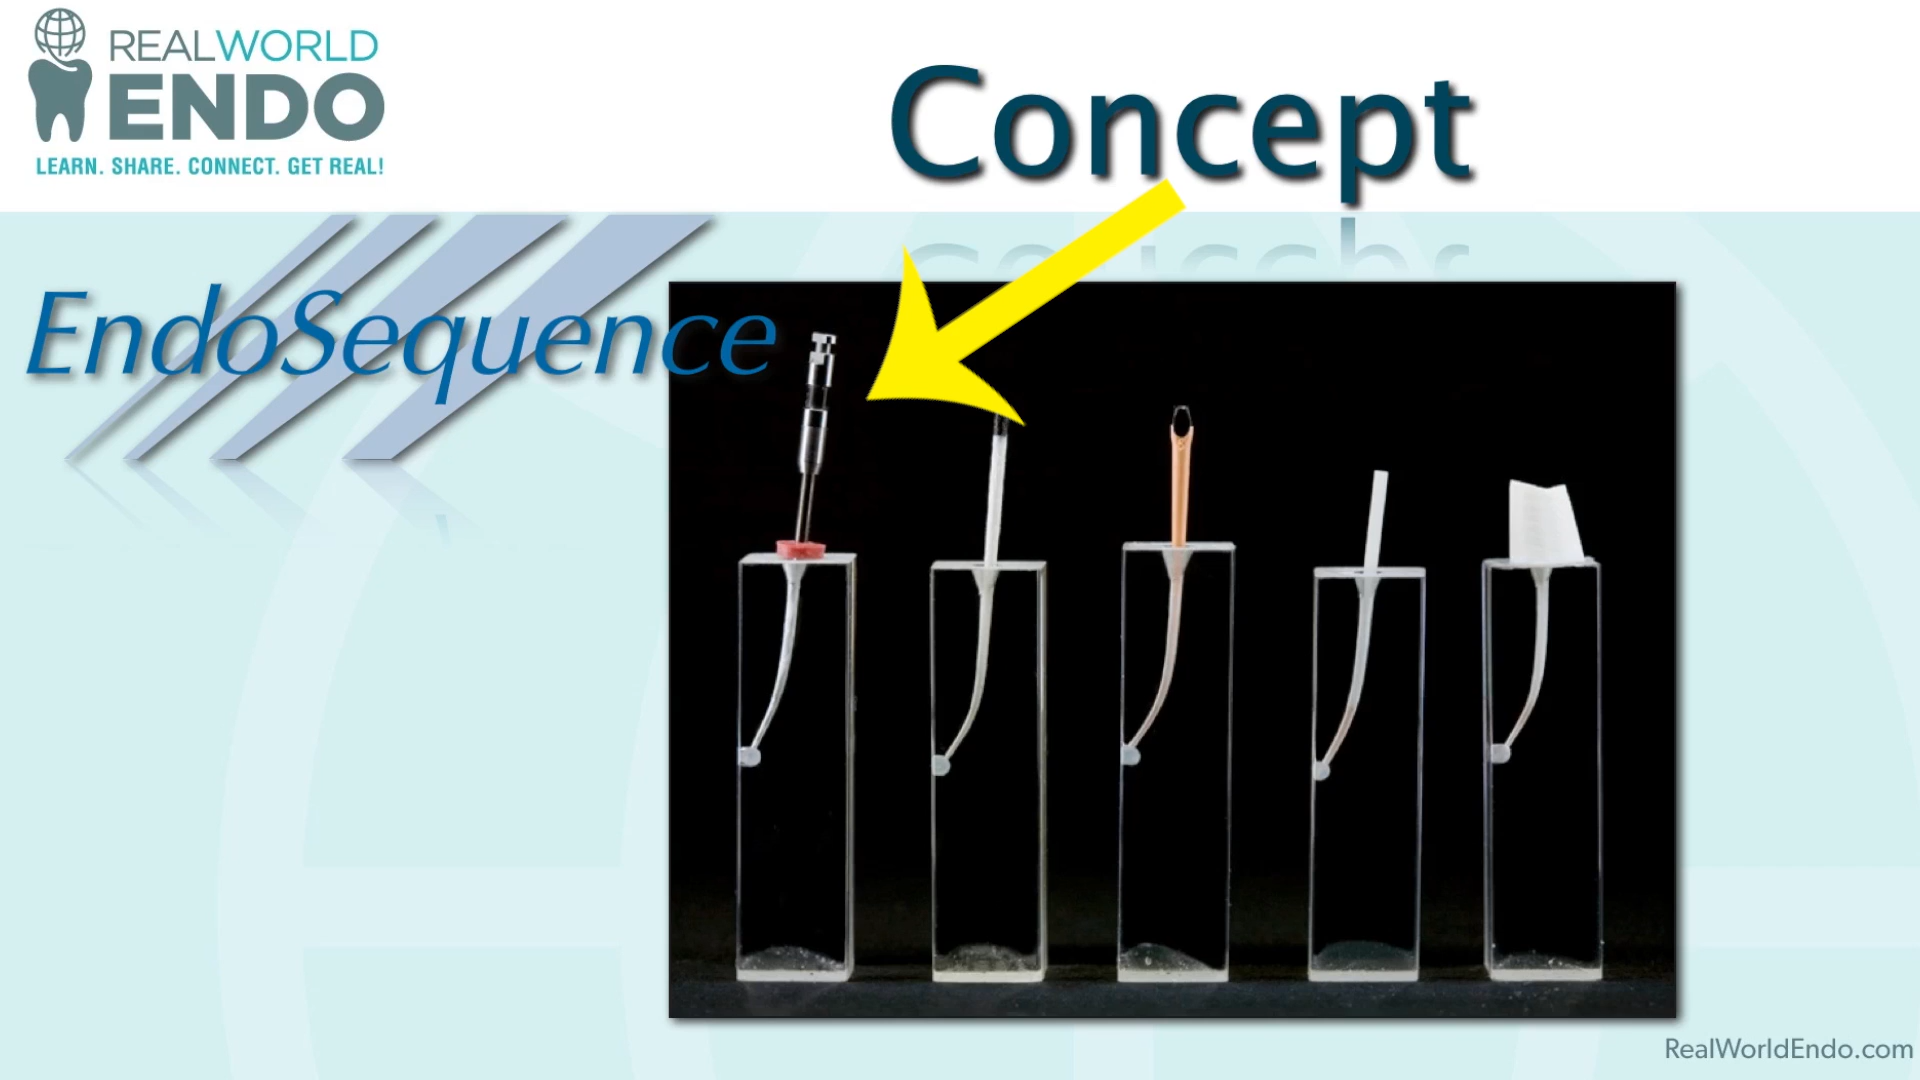 REALWORLD
ENDO
LEARN. SHARE. CONNECT. GET REAL!
Concept
EndoSequence
RealWorldEndo.com